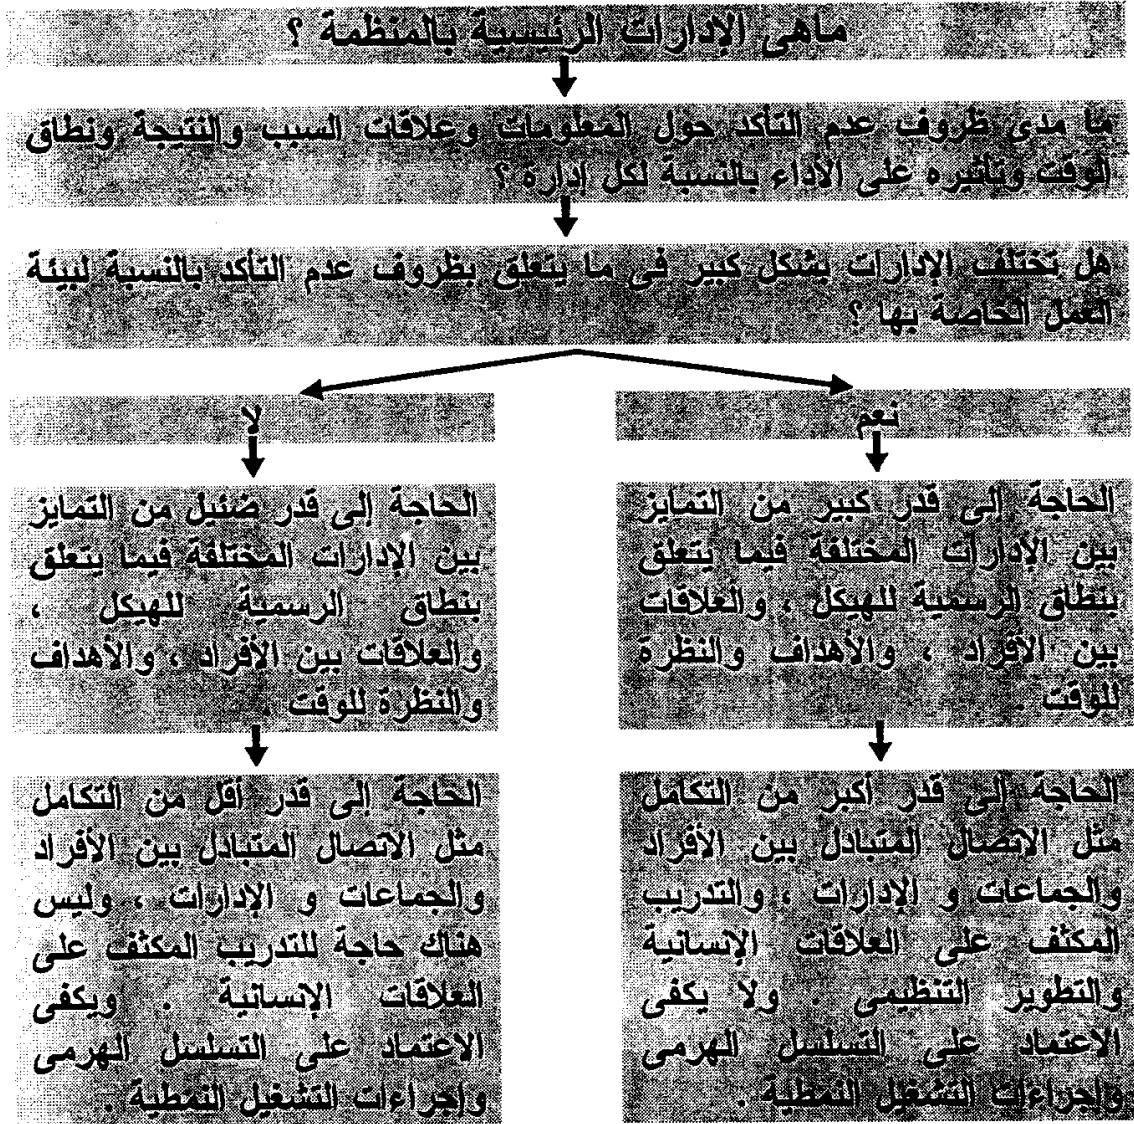 ماهى الإدارات الرئيسية بالمنظمة ؟
ما مدى ظروف عدم التأكد حول المعلومات وعلاقات السبب والنتيجة ونطاق
الوقت وتأثيره على الأداء بالنسبة لكل إدارة ؟
هل تختلف الإدارات بشكل كبير فى ما يتعلق بظروف عدم التأكد بالنسبة لبيئة
العمل الخاصة بها ؟
نعم
الحاجة إلى قدر كبير من التمايز
بين الإدارات المختلفة فيما يتعلق
بنطاق الرسمية للهيكل ، والعلاقات
بين الأفراد ، والأهداف والنظرة
للوقت .
الحاجة إلى قدر أكبر من التكامل
مثل الاتصال المتبادل بين الأفراد
والجماعات و الإدارات ، والتدريب
المكثف على العلاقات الإنسانية
والتطوير التنظيمى . ولا يكفى
الاعتماد على التسلسل الهرمى
وإجراءات التشغيل النمطية .
لا
الحاجة إلى قدر ضئيل من التمايز
بين الإدارات المختلفة فيما يتعلق
بنطاق الرسمية للهيكل ،
والعلاقات بين الأفراد ، والأهداف
والنظرة للوقت .
الحاجة إلى قدر أقل من التكامل
مثل الاتصال المتبادل بين الأفراد
والجماعات و الإدارات ، وليس
هناك حاجة للتدريب المكثف على
العلاقات الإنسانية . ويكفى
الاعتماد على التسلسل الهرمى
وإجراءات التشغيل النمطية .